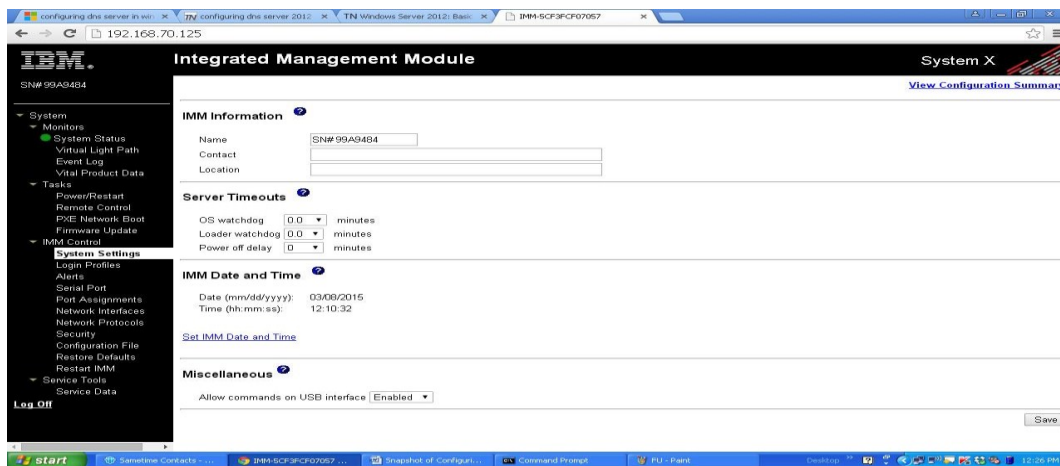 configuring dns server in win
configuring dns server 2012
TN Windows Server 2012: Basic
IMM-5CF3FCF07057
192.168.70.125
IBM.
Integrated Management Module
System X
SN# 99A9484
View Configuration Summary
System
Monitors
System Status
Virtual Light Path
Event Log
Vital Product Data
Tasks
Power/Restart
Remote Control
PXE Network Boot
Firmware Update
IMM Control
System Settings
Login Profiles
Alerts
Serial Port
Port Assignments
Network Interfaces
Network Protocols
Security
Configuration File
Restore Defaults
Restart IMM
Service Tools
Service Data
Log Off
IMM Information
Name SN# 99A9484
Contact
Location
Server Timeouts
OS watchdog 0.0 minutes
Loader watchdog 0.0 minutes
Power off delay 0 minutes
IMM Date and Time
Date (mm/dd/yyyy): 03/08/2015
Time (hh:mm:ss): 12:10:32
Set IMM Date and Time
Miscellaneous
Allow commands on USB interface Enabled
Save
start
Sametime Contacts - ...
IMM-5CF3FCF07057 ...
Snapshot of Configuri...
Command Prompt
FU - Paint
Desktop
12:26 PM